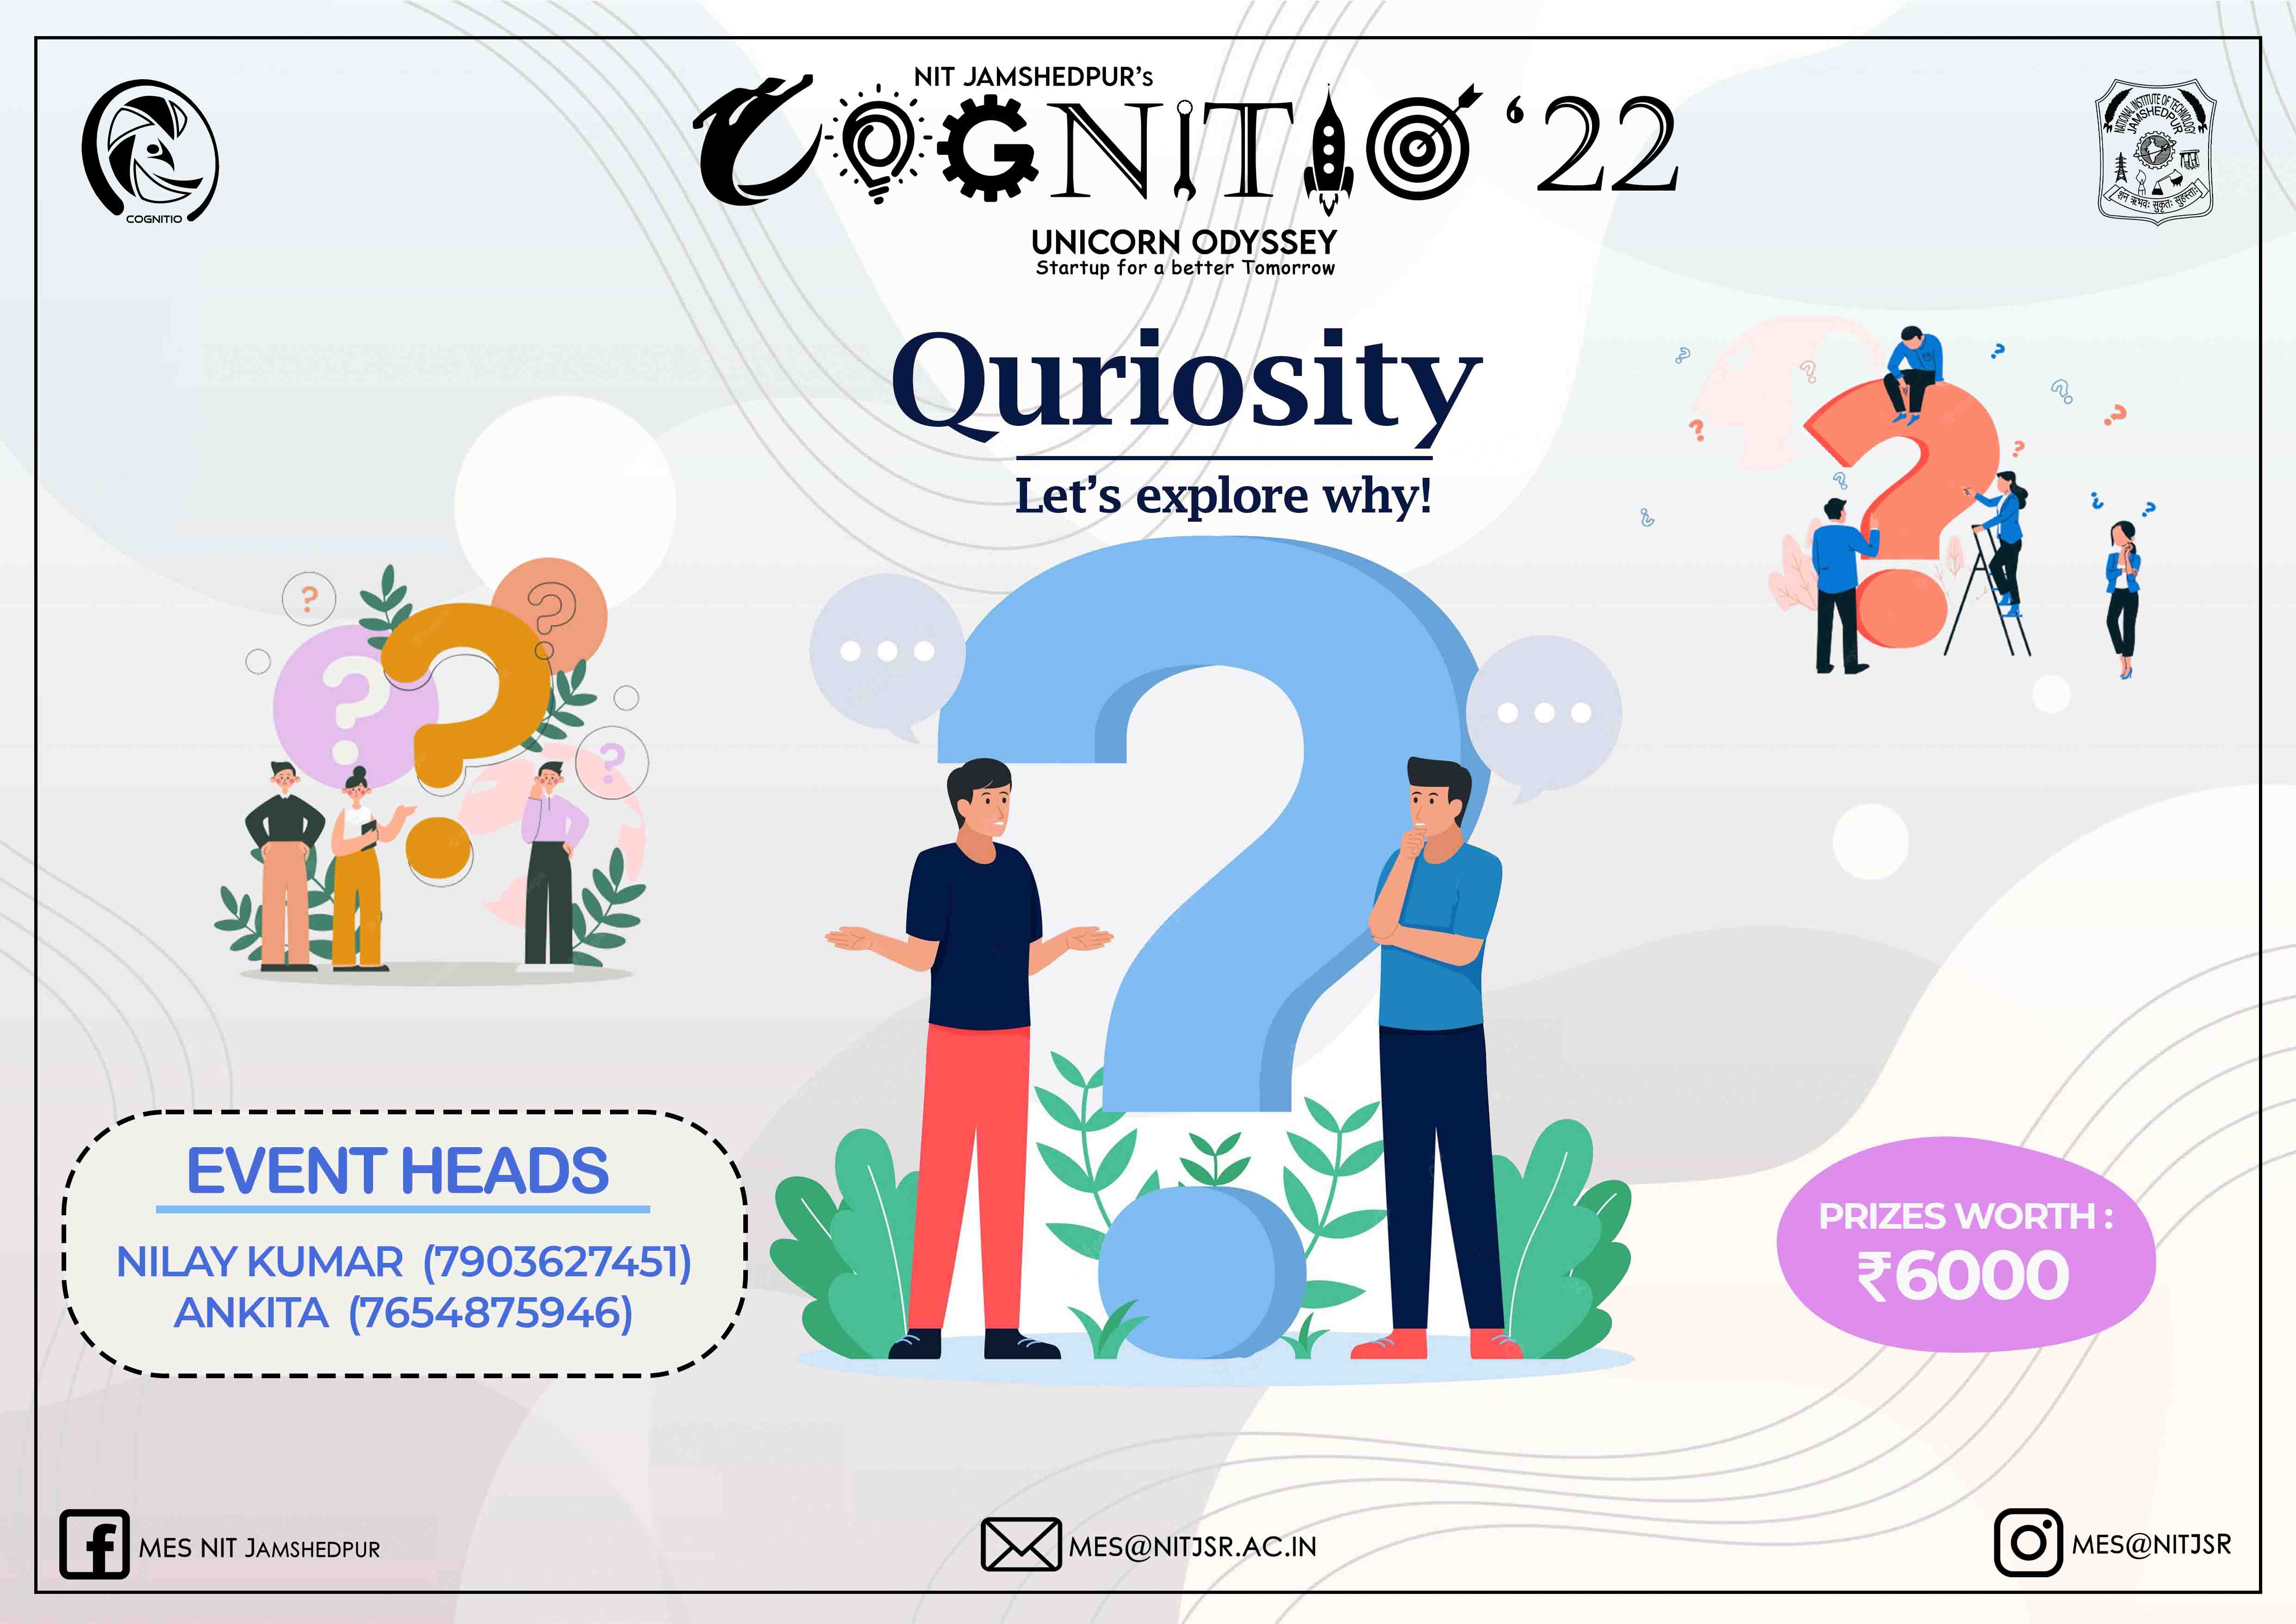 NIT JAMSHEDPUR's
COGNITIO '22
UNICORN ODYSSEY
Startup for a better Tomorrow
COGNITIO
NATIONAL INSTITUTE OF TECHNOLOGY
JAMSHEDPUR
Quriosity
Let's explore why!
EVENT HEADS
NILAY KUMAR (7903627451)
ANKITA (7654875946)
PRIZES WORTH :
₹6000
MES NIT JAMSHEDPUR
MES@NITJSR.AC.IN
MES@NITJSR